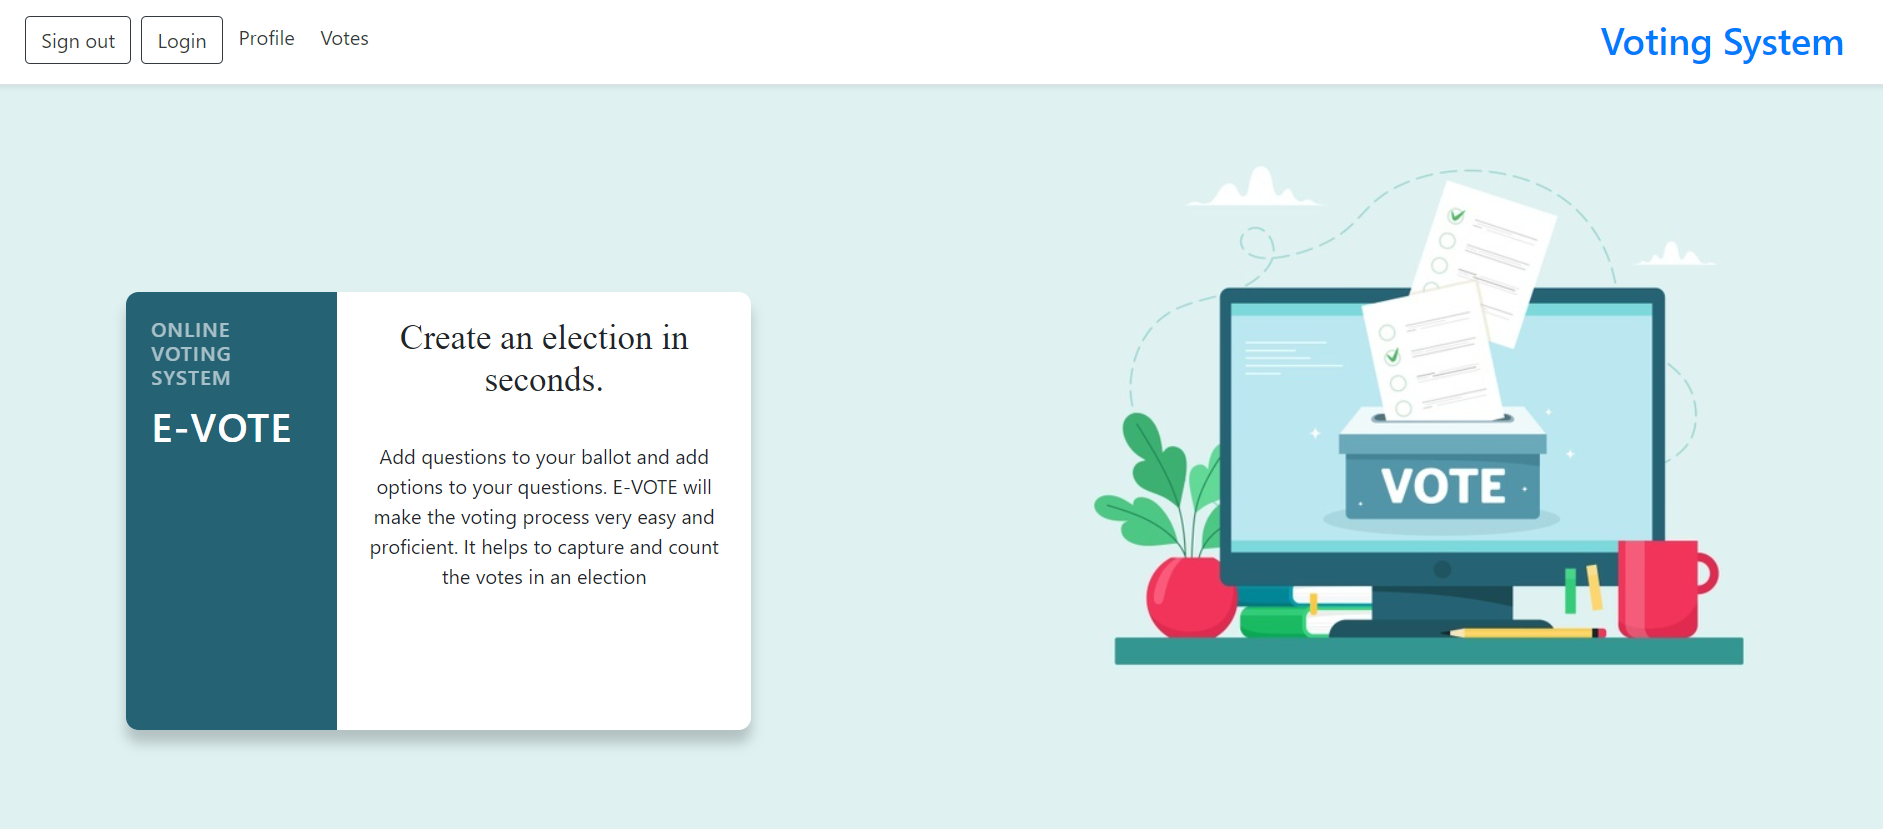 Sign out
Login
Profile
Votes
Voting System
ONLINE
VOTING
SYSTEM
E-VOTE
Create an election in
seconds.
Add questions to your ballot and add
options to your questions. E-VOTE will
make the voting process very easy and
proficient. It helps to capture and count
the votes in an election
VOTE